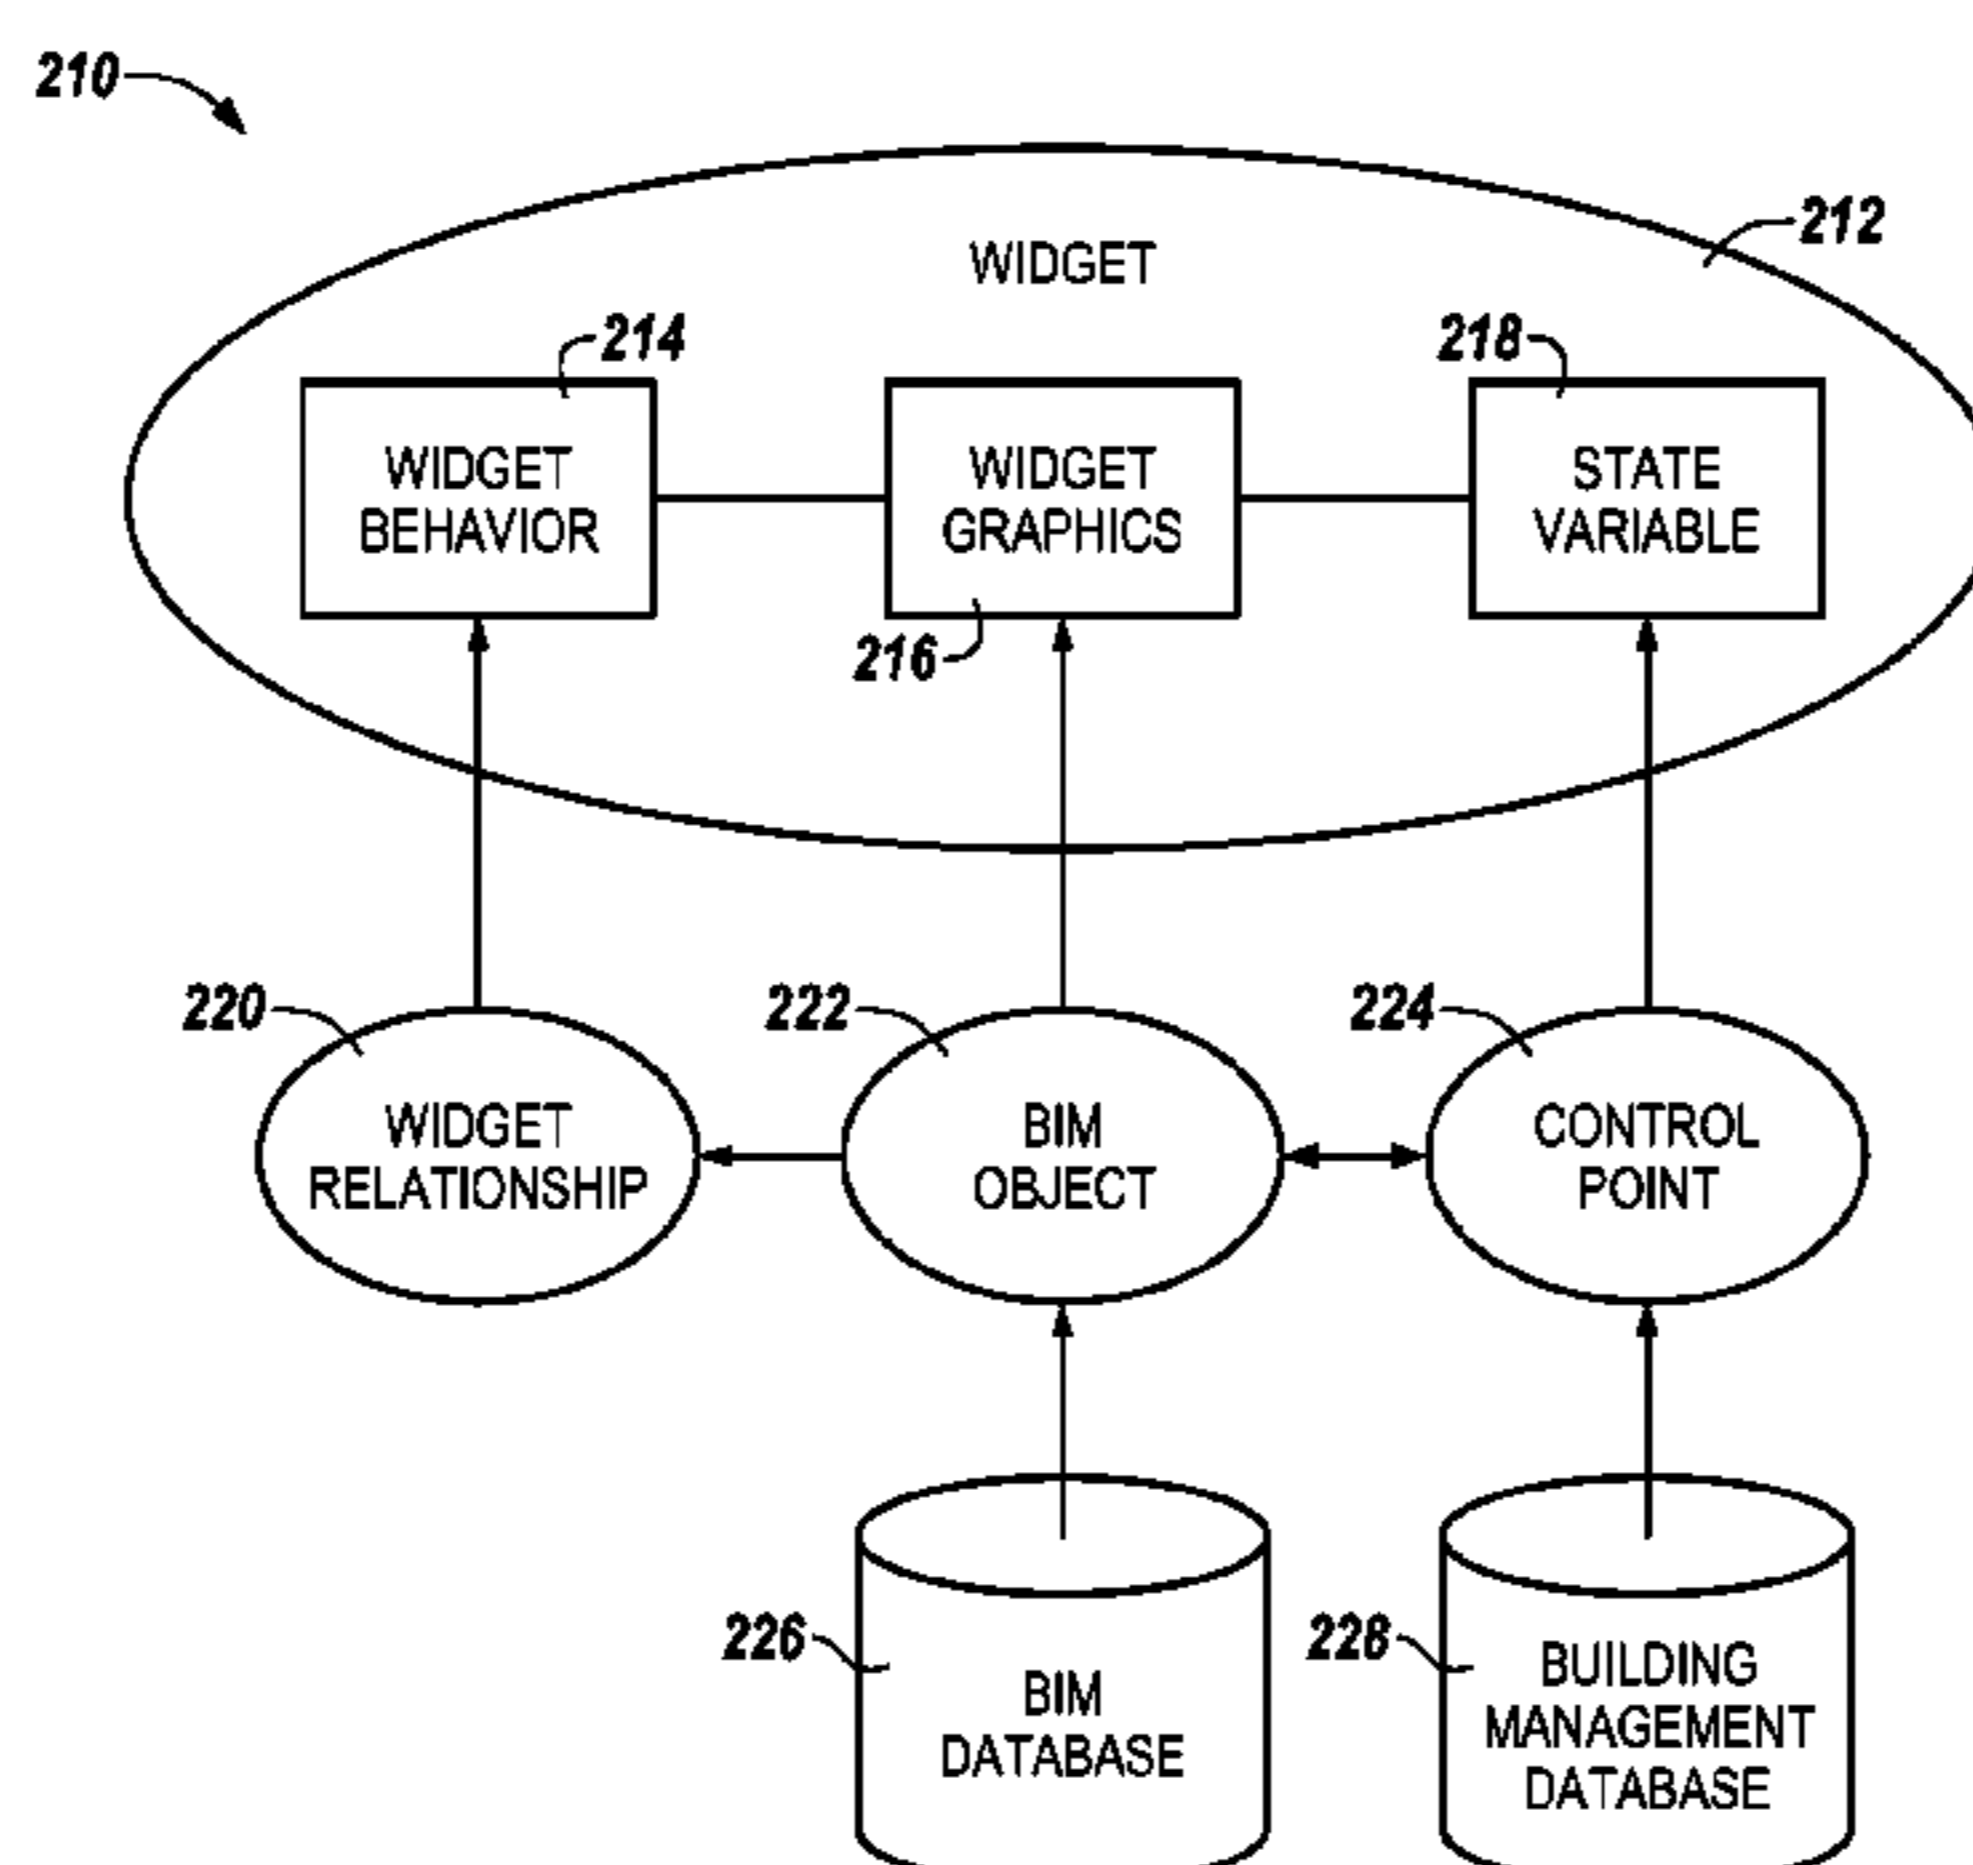 210
WIDGET
212
214
218
WIDGET
BEHAVIOR
WIDGET
GRAPHICS
STATE
VARIABLE
216
220
222
224
WIDGET
RELATIONSHIP
BIM
OBJECT
CONTROL
POINT
226
228
BIM
DATABASE
BUILDING
MANAGEMENT
DATABASE